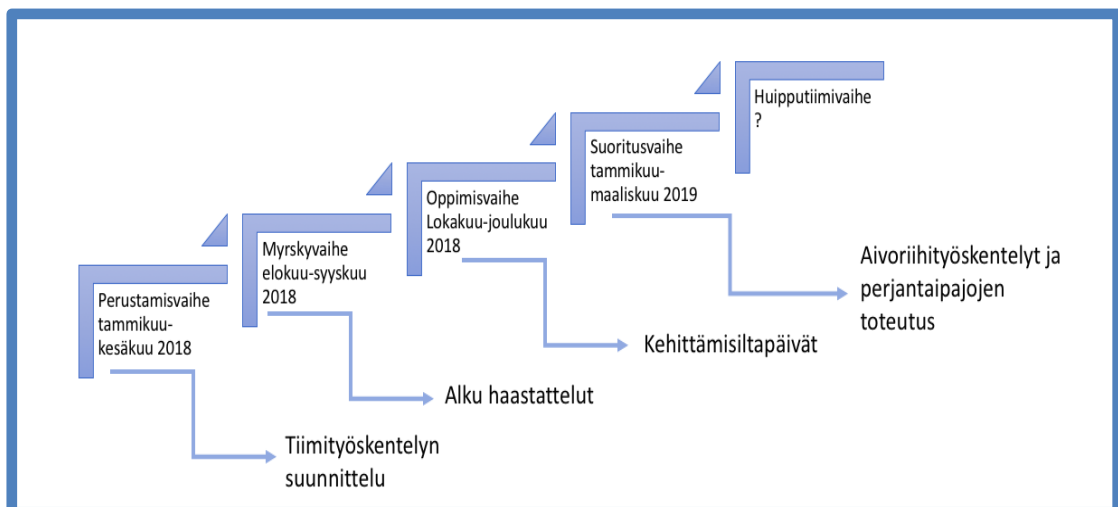 Huipputiimivaihe
?
Suoritusvaihe
tammikuu-
maaliskuu 2019
Oppimisvaihe
Lokakuu-joulukuu
2018
Myrskyvaihe
elokuu-syyskuu
2018
Perustamisvaihe
tammikuu-
kesäkuu 2018
Aivoriihityöskentelyt ja
perjantaipajojen
toteutus
Kehittämisiltapäivät
Alku haastattelut
Tiimityöskentelyn
suunnittelu